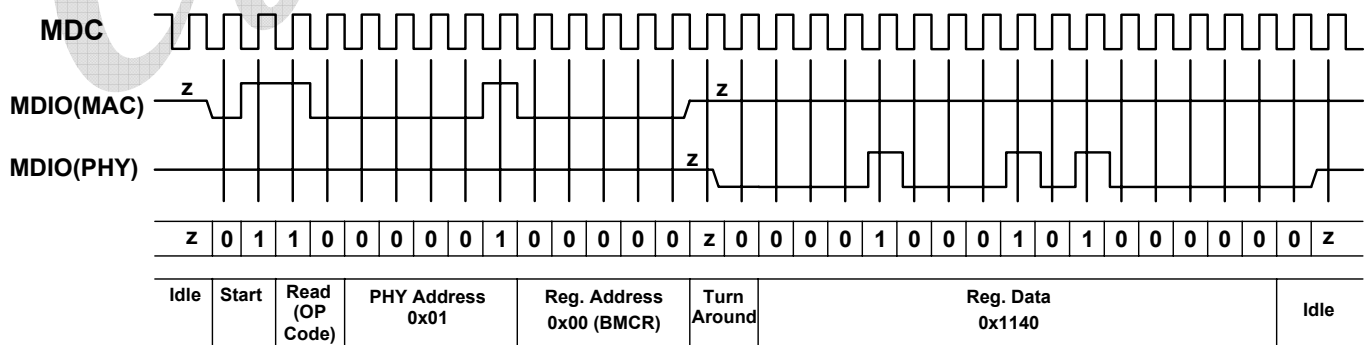 MDC
z z
MDIO(MAC)
z
MDIO(PHY)
z 0 1 1 0 0 0 0 0 1 0 0 0 0 0 z 0 0 0 0 1 0 0 0 1 0 1 0 0 0 0 0 0 z
Idle Start Read (OP Code) PHY Address 0x01 Reg. Address 0x00 (BMCR) Turn Around Reg. Data 0x1140 Idle